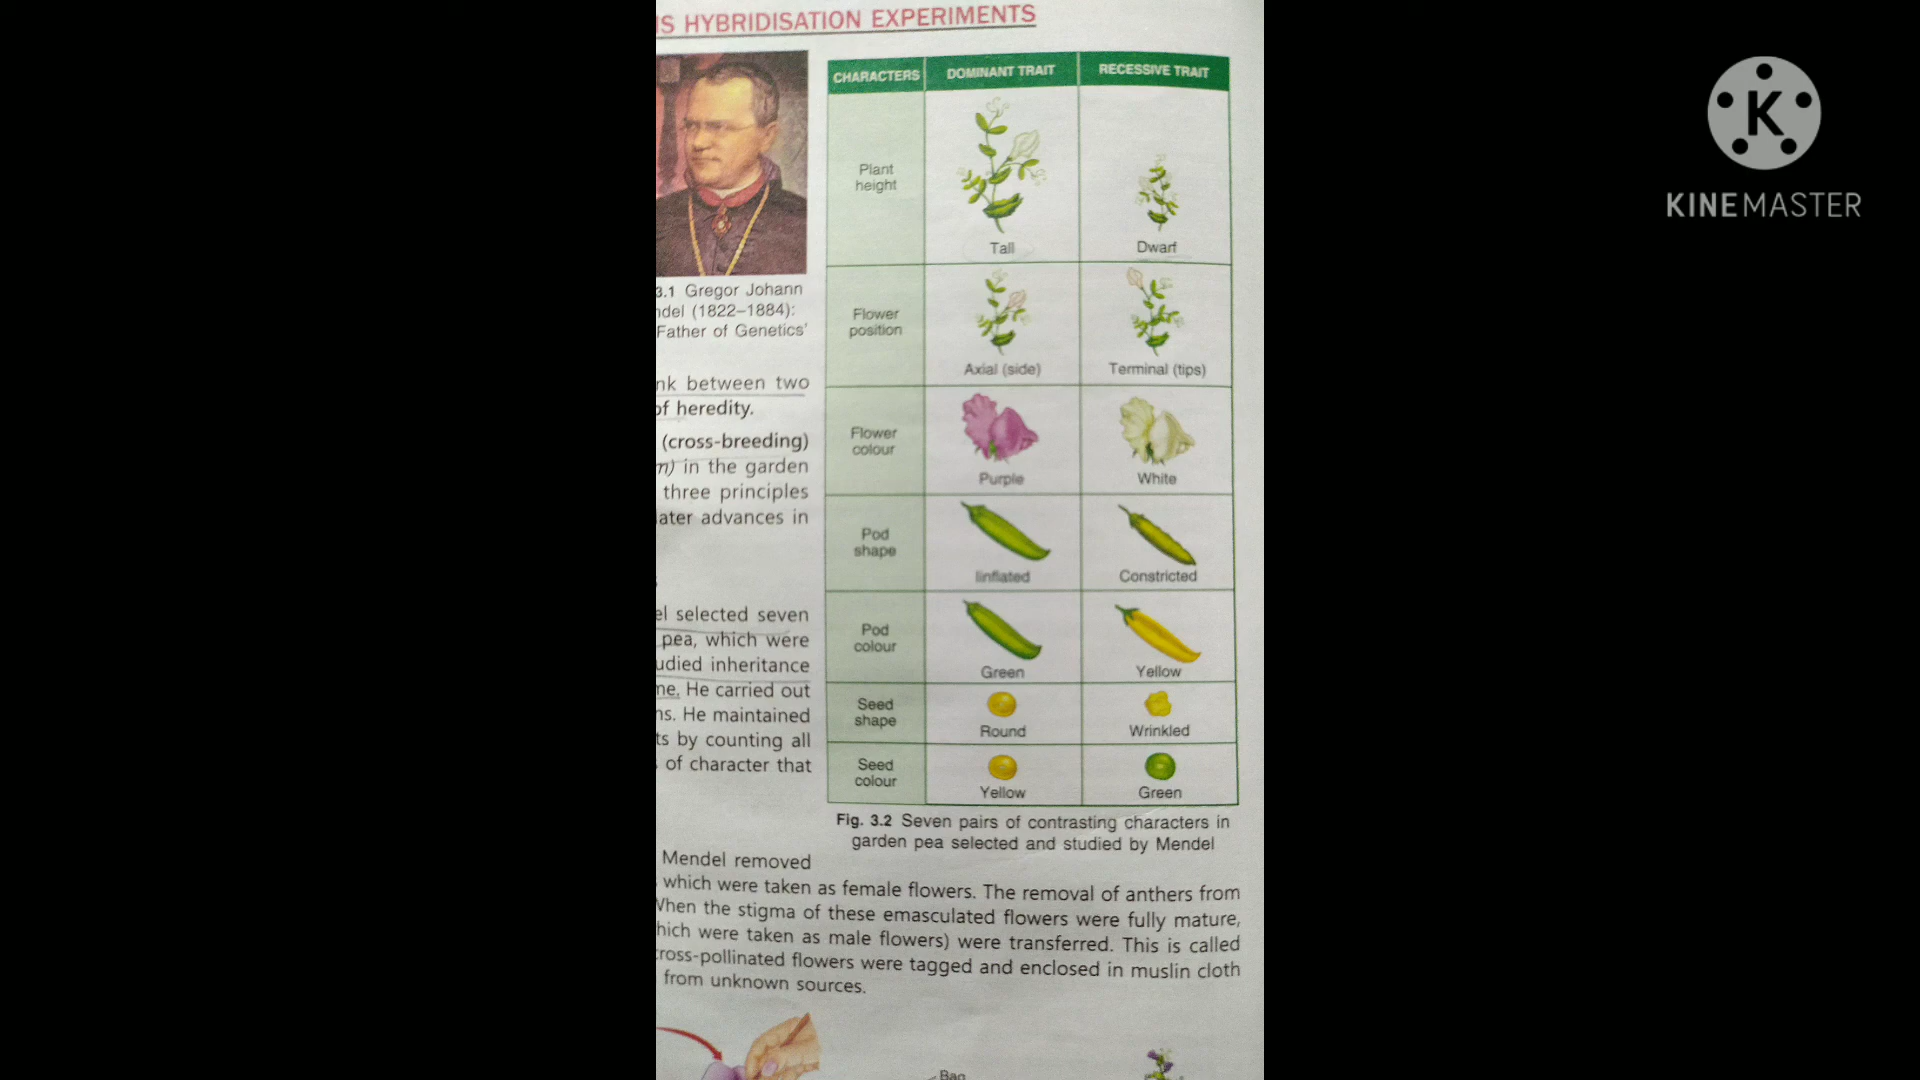 IS HYBRIDISATION EXPERIMENTS
3.1 Gregor Johann
ndel (1822–1884):
Father of Genetics'
nk between two
of heredity.
(cross-breeding)
m) in the garden
three principles
later advances in
el selected seven
pea, which were
udied inheritance
me. He carried out
ns. He maintained
ts by counting all
of character that
CHARACTERS DOMINANT TRAIT RECESSIVE TRAIT
Plant
height
Tall Dwarf
Flower
position
Axial (side) Terminal (tips)
Flower
colour
Purple White
Pod
shape
Iinflated Constricted
Pod
colour
Green Yellow
Seed
shape
Round Wrinkled
Seed
colour
Yellow Green
Fig. 3.2 Seven pairs of contrasting characters in
garden pea selected and studied by Mendel
Mendel removed
which were taken as female flowers. The removal of anthers from
When the stigma of these emasculated flowers were fully mature,
hich were taken as male flowers) were transferred. This is called
cross-pollinated flowers were tagged and enclosed in muslin cloth
from unknown sources.
Bag
K
KINEMASTER